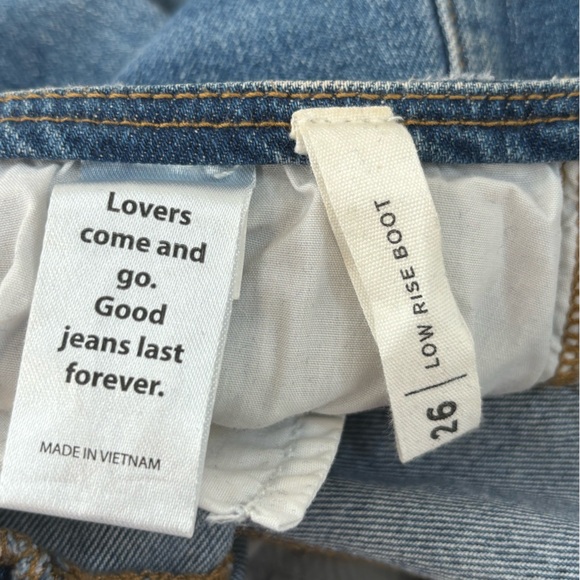 Lovers
come and
go.
Good
jeans last
forever.
MADE IN VIETNAM
26 | LOW RISE BOOT